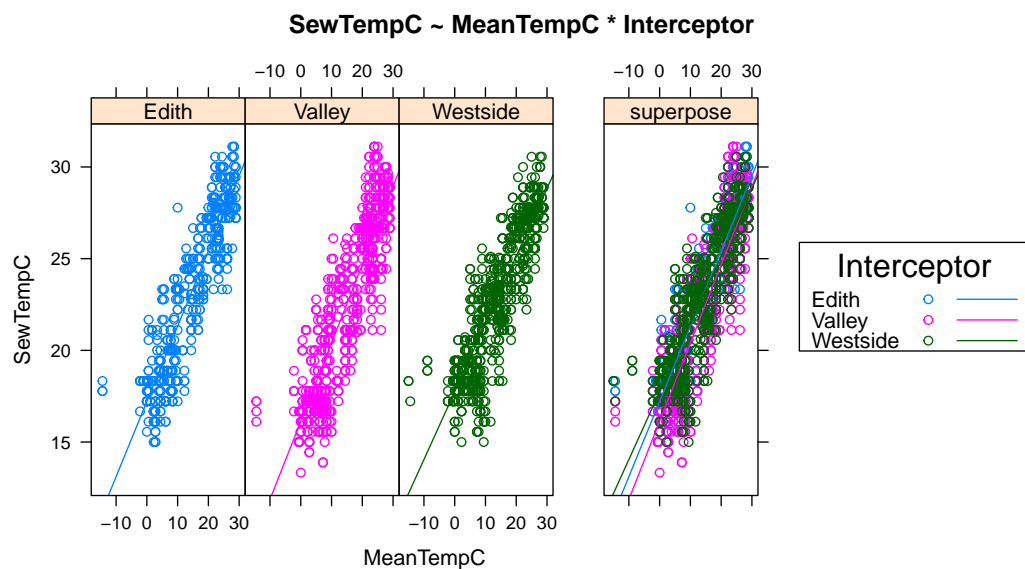 SewTempC ~ MeanTempC * Interceptor
−10 0 10 20 30 −10 0 10 20 30
Edith Valley Westside superpose
30
25
20
15
SewTempC
−10 0 10 20 30 −10 0 10 20 30 −10 0 10 20 30
MeanTempC
Interceptor
Edith
Valley
Westside